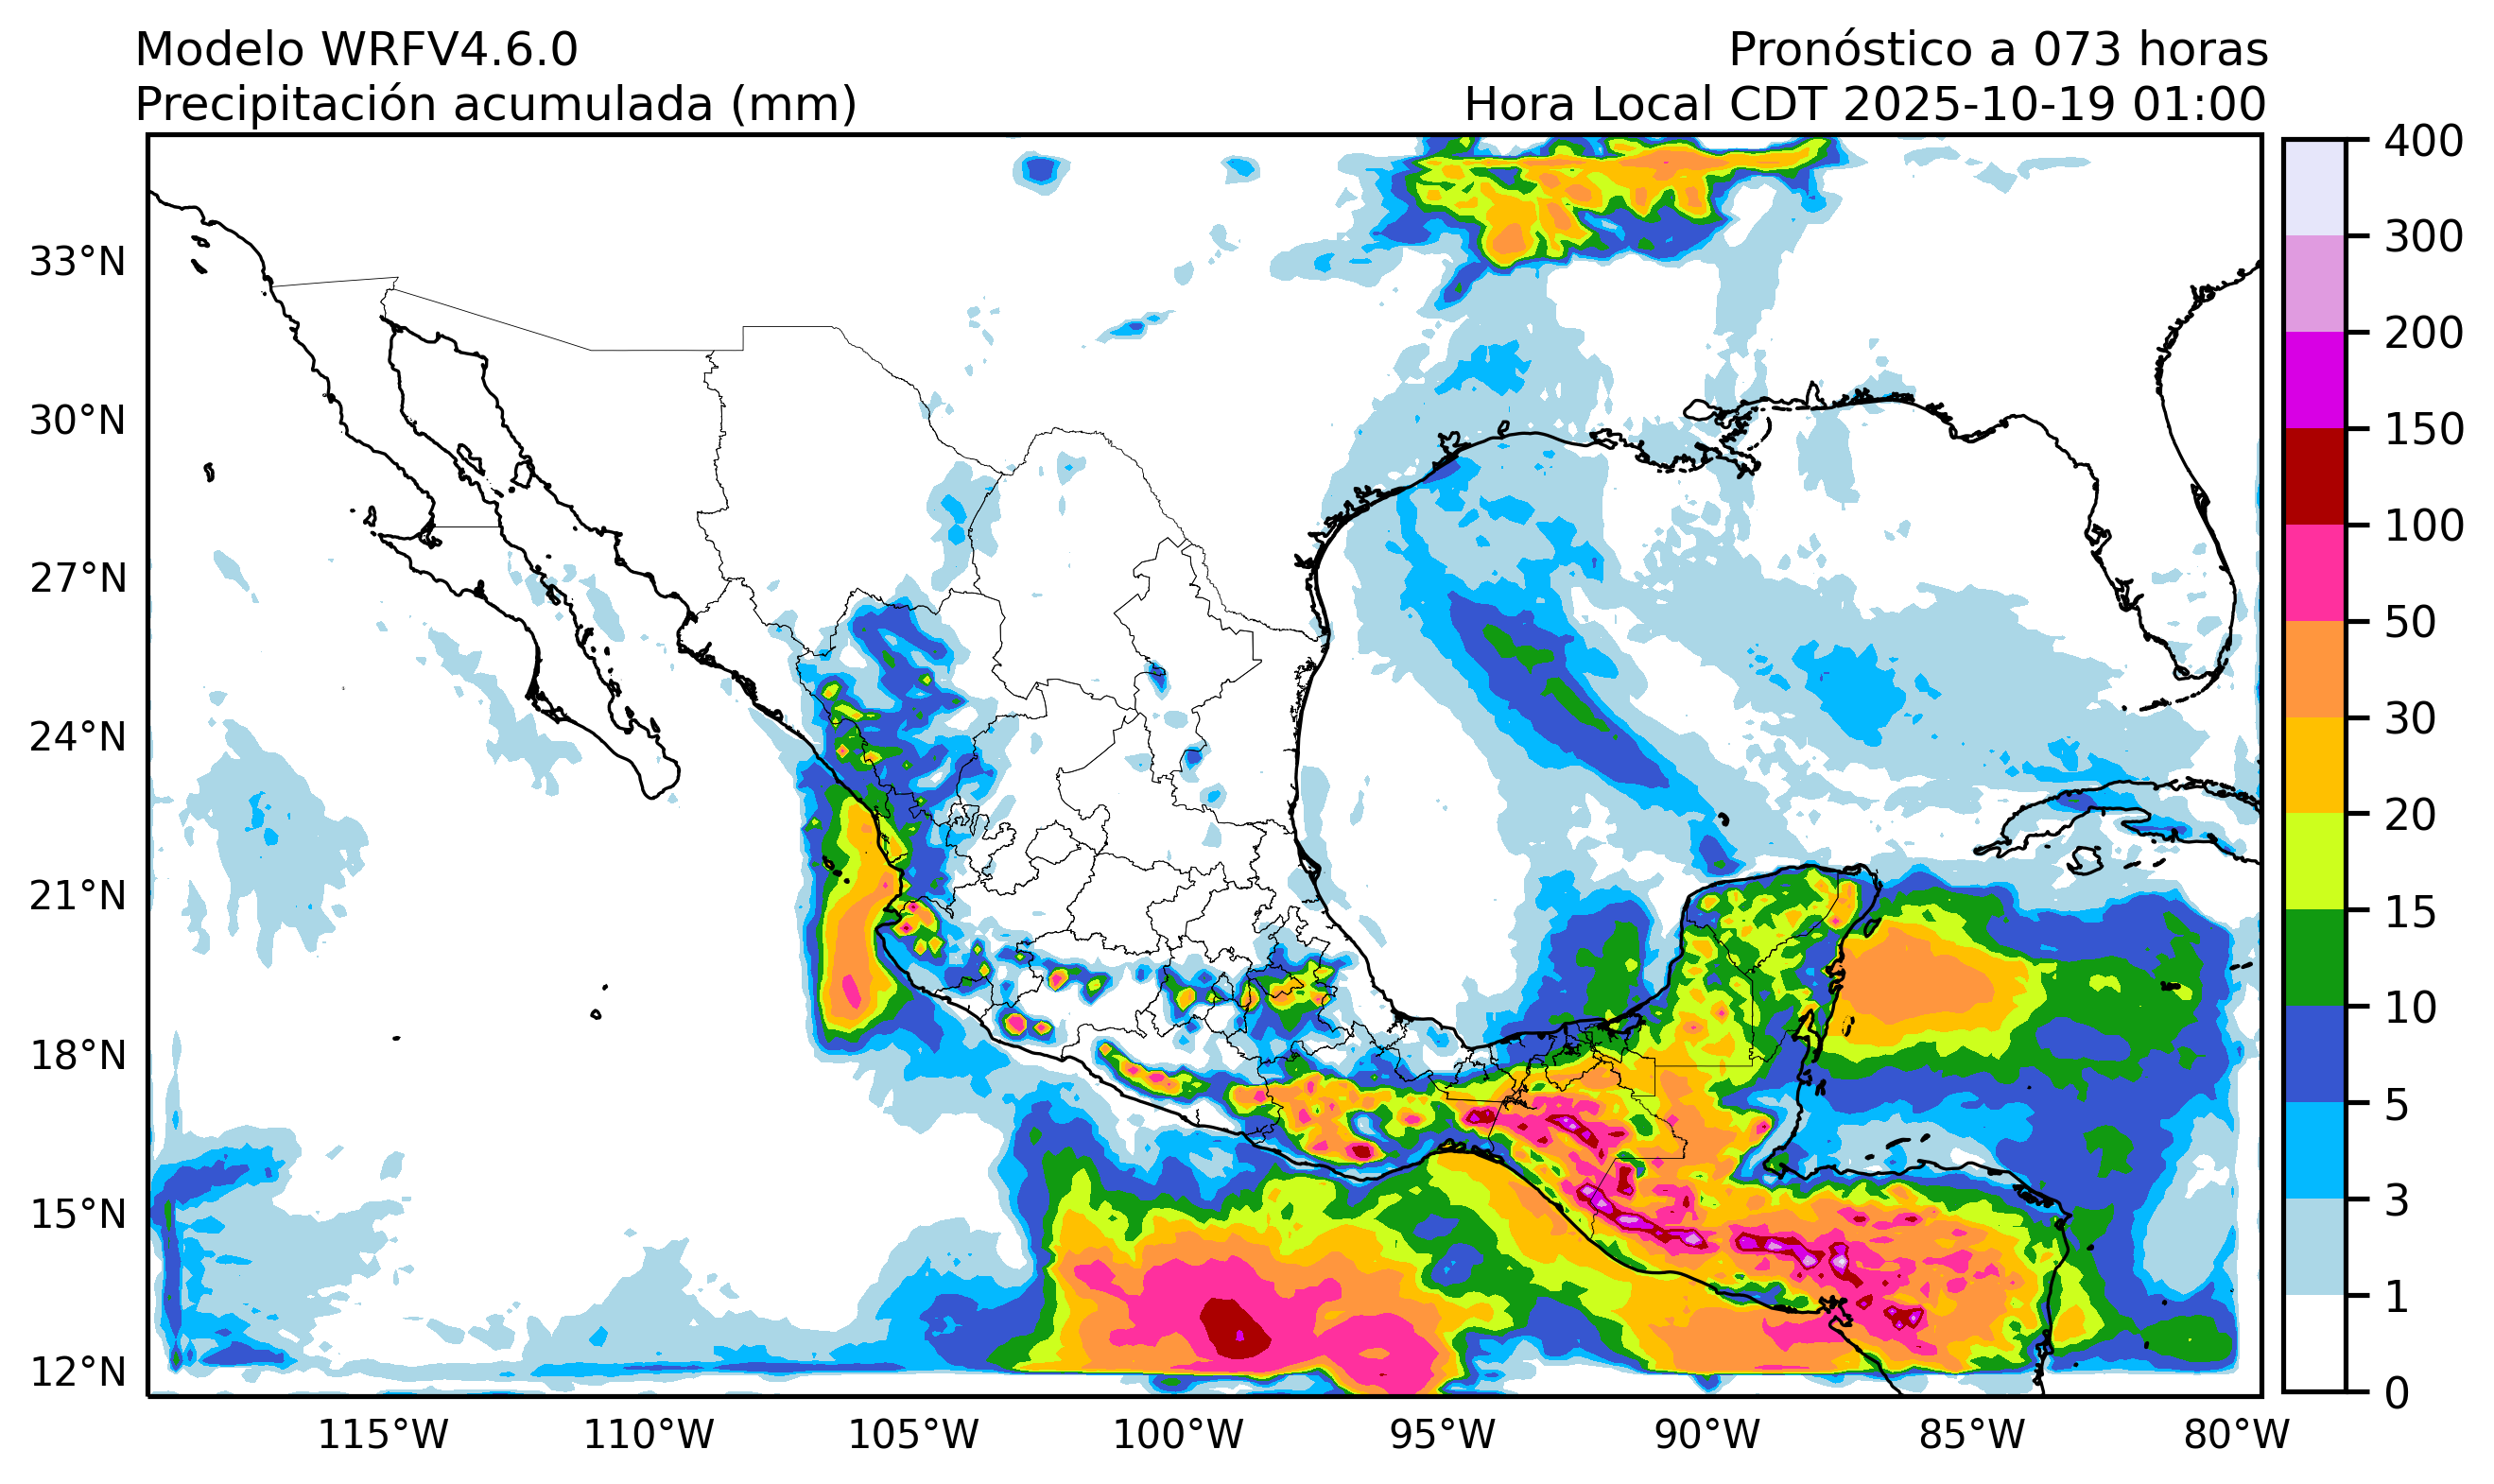 Modelo WRFV4.6.0
Pronóstico a 073 horas
Precipitación acumulada (mm)
Hora Local CDT 2025-10-19 01:00
33°N
30°N
27°N
24°N
21°N
18°N
15°N
12°N
115°W
110°W
105°W
100°W
95°W
90°W
85°W
80°W
400
300
200
150
100
50
30
20
15
10
5
3
1
0